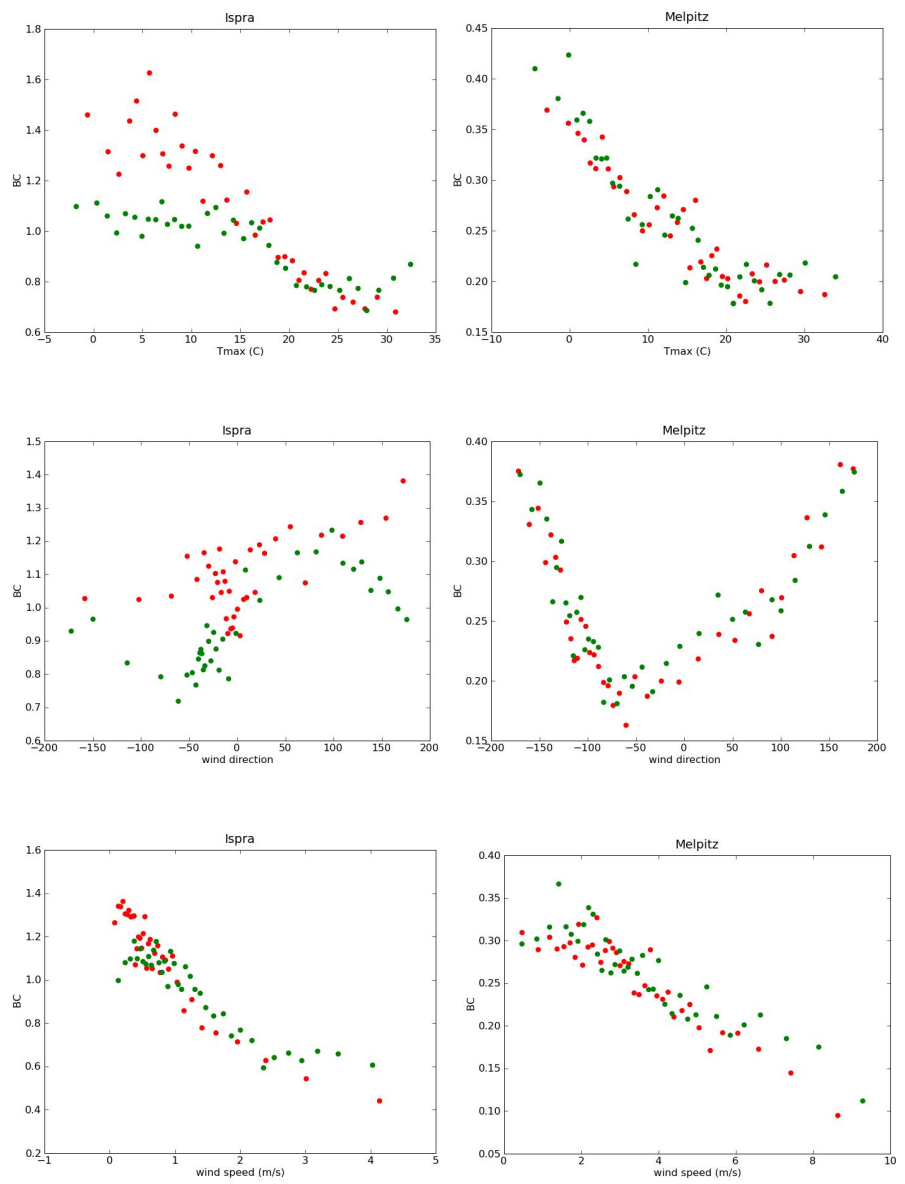 Ispra
1.8
1.6
1.4
1.2
1.0
0.8
0.6
BC
−5 0 5 10 15 20 25 30 35
Tmax (C)
Melpitz
0.45
0.40
0.35
0.30
0.25
0.20
0.15
BC
−10 0 10 20 30 40
Tmax (C)
Ispra
1.5
1.4
1.3
1.2
1.1
1.0
0.9
0.8
0.7
0.6
BC
−200 −150 −100 −50 0 50 100 150 200
wind direction
Melpitz
0.40
0.35
0.30
0.25
0.20
0.15
BC
−200 −150 −100 −50 0 50 100 150 200
wind direction
Ispra
1.6
1.4
1.2
1.0
0.8
0.6
0.4
0.2
BC
−1 0 1 2 3 4 5
wind speed (m/s)
Melpitz
0.40
0.35
0.30
0.25
0.20
0.15
0.10
0.05
BC
0 2 4 6 8 10
wind speed (m/s)